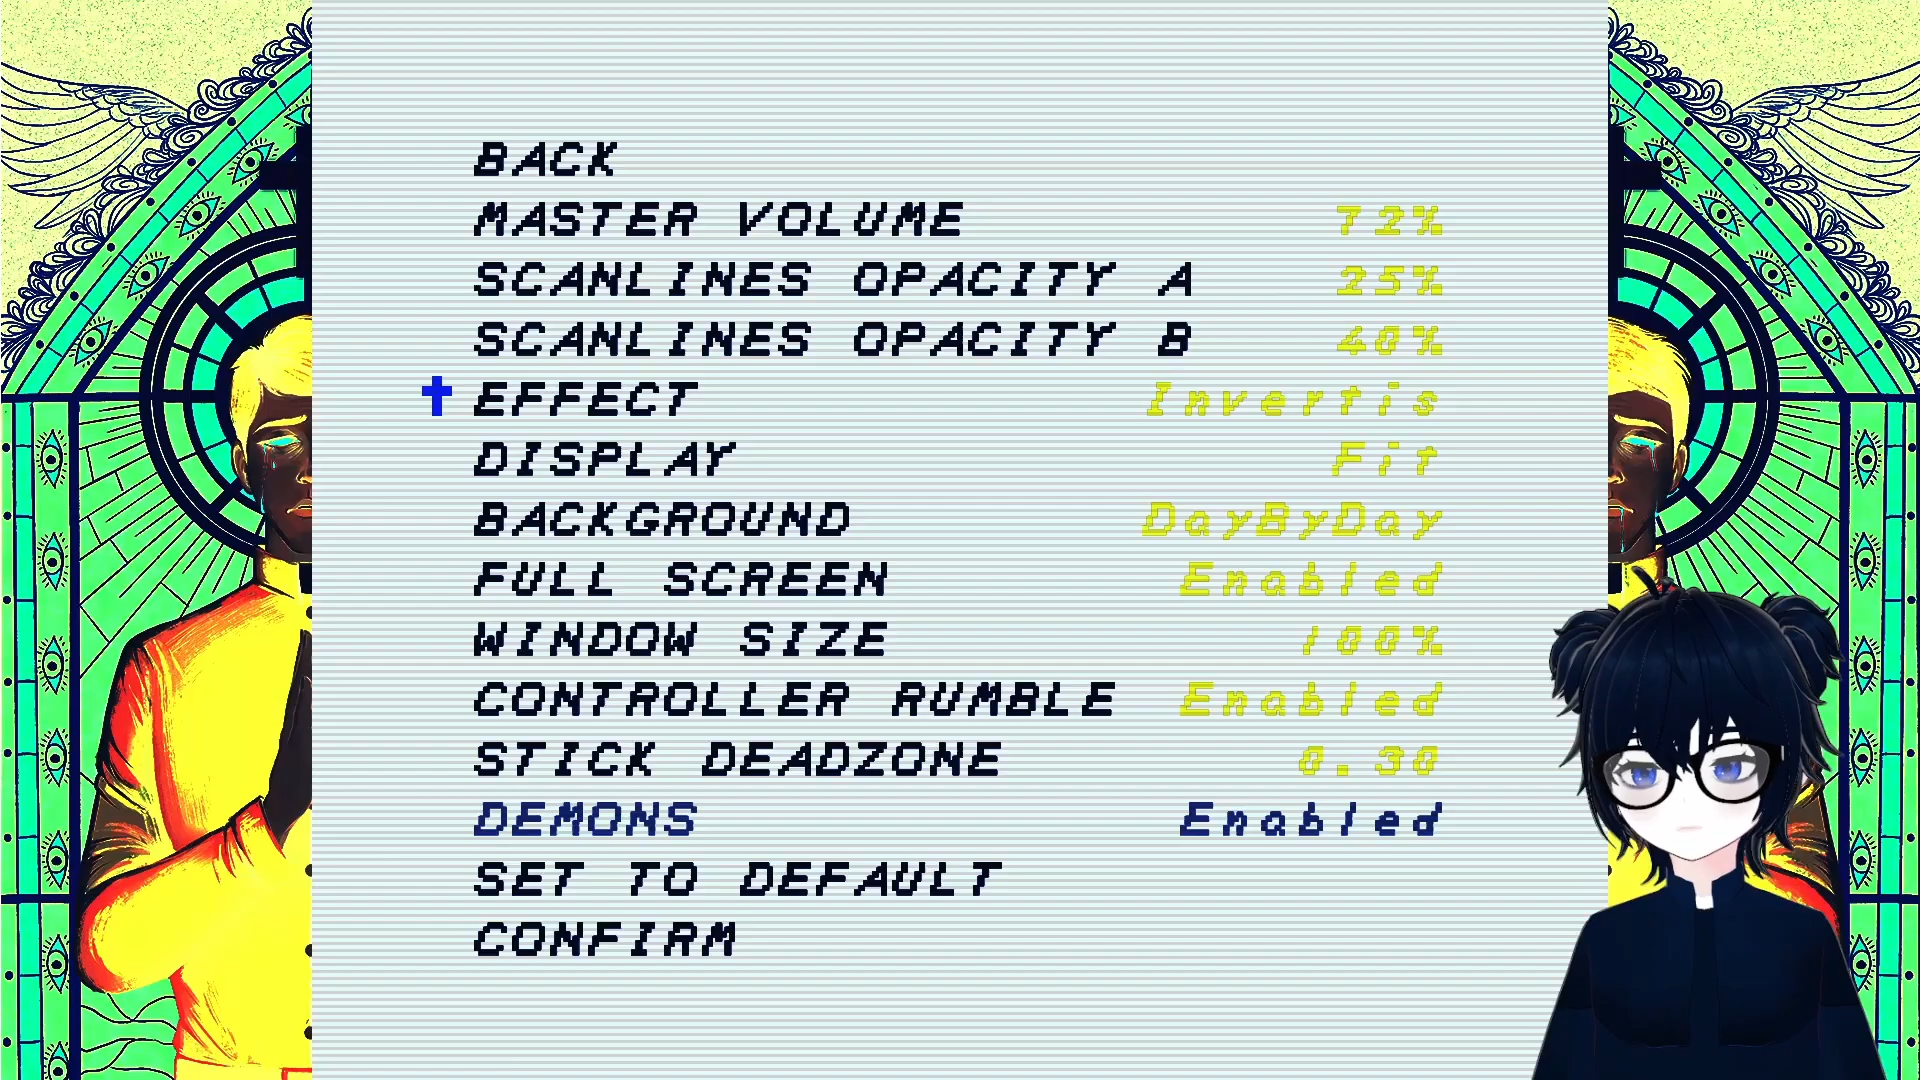 BACK
MASTER VOLUME 72%
SCANLINES OPACITY A 25%
SCANLINES OPACITY B 40%
EFFECT Invertis
DISPLAY Fit
BACKGROUND DayByDay
FULL SCREEN Enabled
WINDOW SIZE 100%
CONTROLLER RUMBLE Enabled
STICK DEADZONE 0.30
DEMONS Enabled
SET TO DEFAULT
CONFIRM